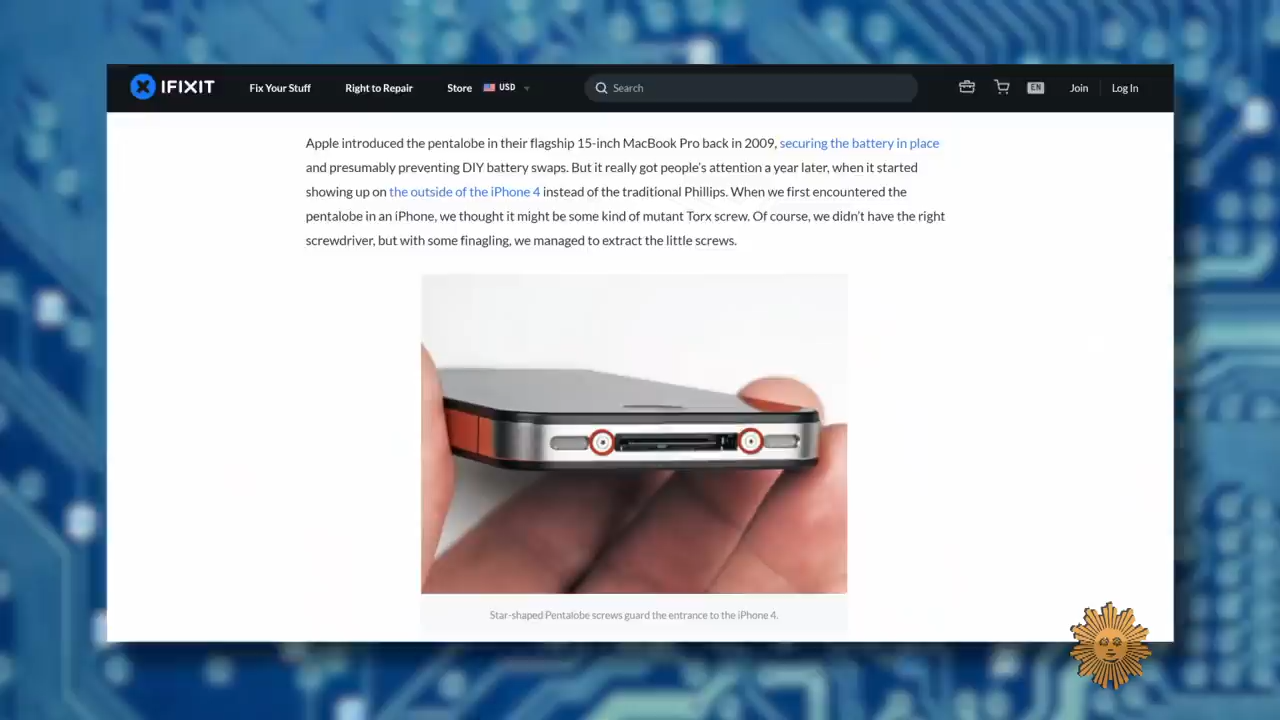 IFIXIT Fix Your Stuff Right to Repair Store USD Search EN Join Log In
Apple introduced the pentalobe in their flagship 15-inch MacBook Pro back in 2009, securing the battery in place
and presumably preventing DIY battery swaps. But it really got people's attention a year later, when it started
showing up on the outside of the iPhone 4 instead of the traditional Phillips. When we first encountered the
pentalobe in an iPhone, we thought it might be some kind of mutant Torx screw. Of course, we didn't have the right
screwdriver, but with some finagling, we managed to extract the little screws.
Star-shaped Pentalobe screws guard the entrance to the iPhone 4.